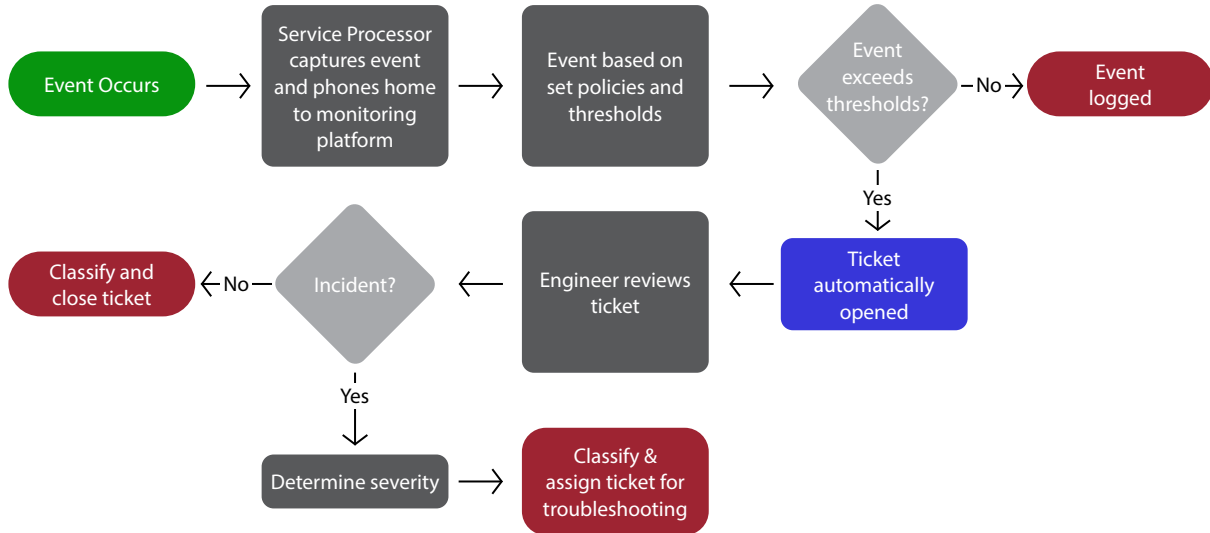 Event Occurs
Service Processor
captures event
and phones home
to monitoring
platform
Event based on
set policies and
thresholds
Event
exceeds
thresholds?
No
Event
logged
Yes
Ticket
automatically
opened
Engineer reviews
ticket
Incident?
No
Classify and
close ticket
Yes
Determine severity
Classify &
assign ticket for
troubleshooting